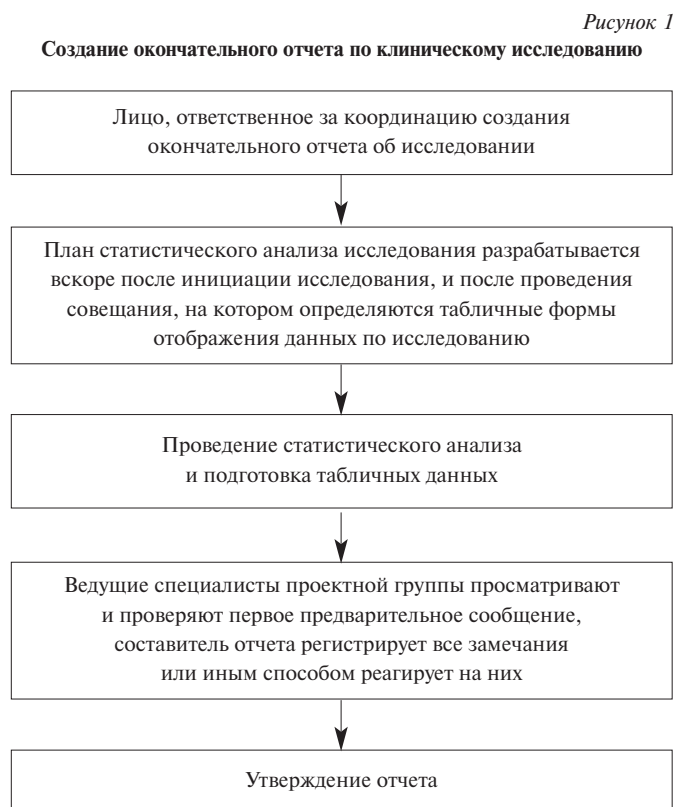 Рисунок 1
Создание окончательного отчета по клиническому исследованию
Лицо, ответственное за координацию создания
окончательного отчета об исследовании
План статистического анализа исследования разрабатывается
вскоре после инициации исследования, и после проведения
совещания, на котором определяются табличные формы
отображения данных по исследованию
Проведение статистического анализа
и подготовка табличных данных
Ведущие специалисты проектной группы просматривают
и проверяют первое предварительное сообщение,
составитель отчета регистрирует все замечания
или иным способом реагирует на них
Утверждение отчета